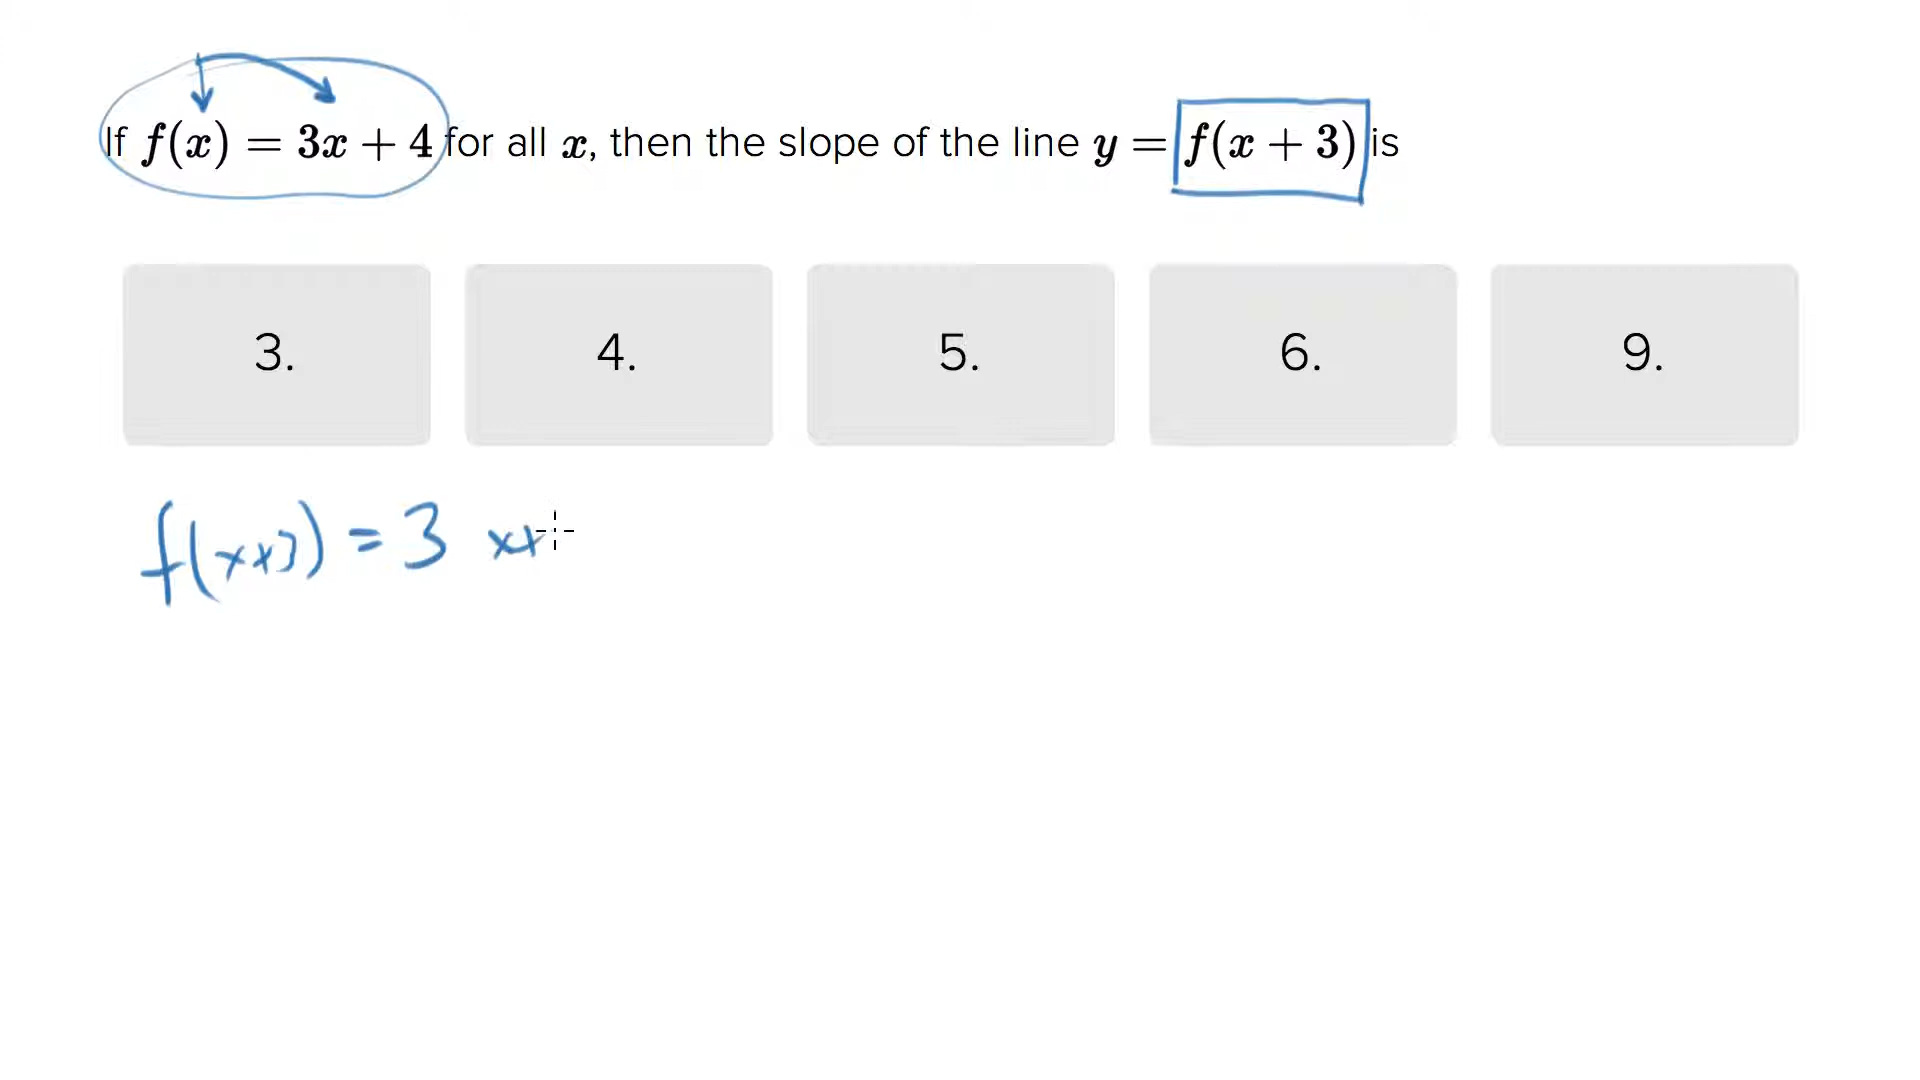 If f(x) = 3x + 4 for all x, then the slope of the line y = f(x + 3) is
3. 4. 5. 6. 9.
f(x+3) = 3 x+